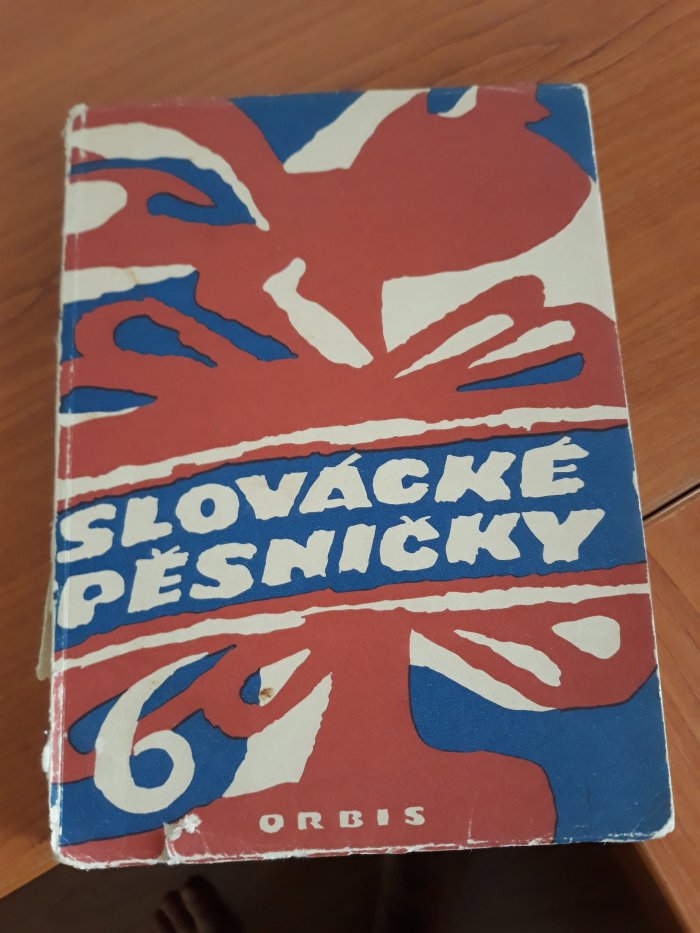 SLOVÁCKÉ
PĚSNIČKY
6
ORBIS